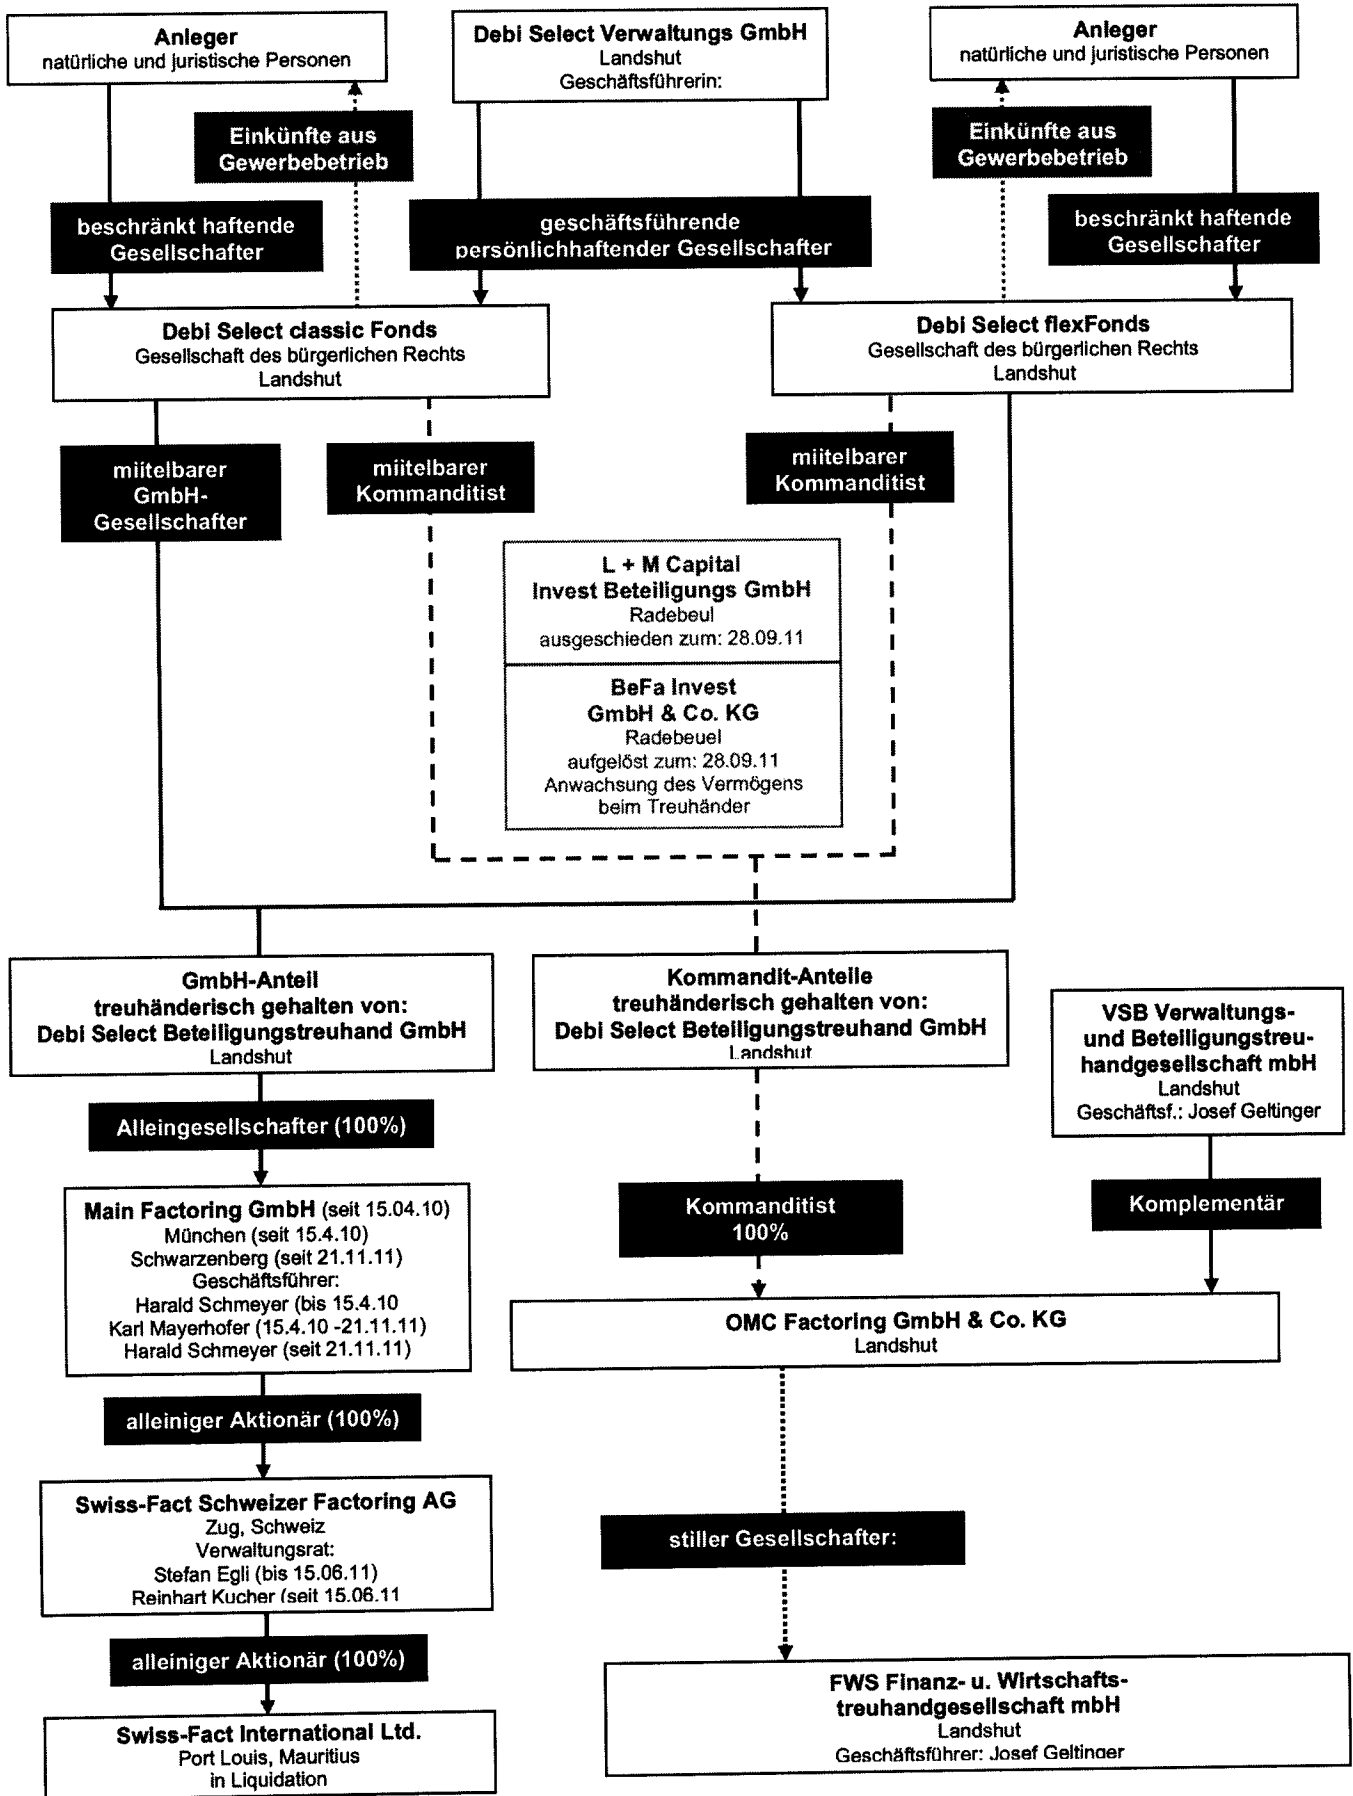 Anleger
natürliche und juristische Personen
Debi Select Verwaltungs GmbH
Landshut
Geschäftsführerin:
Anleger
natürliche und juristische Personen
Einkünfte aus
Gewerbebetrieb
Einkünfte aus
Gewerbebetrieb
beschränkt haftende
Gesellschafter
geschäftsführende
persönlichhaftender Gesellschafter
beschränkt haftende
Gesellschafter
Debi Select classic Fonds
Gesellschaft des bürgerlichen Rechts
Landshut
Debi Select flexFonds
Gesellschaft des bürgerlichen Rechts
Landshut
miitelbarer
GmbH-
Gesellschafter
miitelbarer
Kommanditist
miitelbarer
Kommanditist
L + M Capital
Invest Beteiligungs GmbH
Radebeul
ausgeschieden zum: 28.09.11
BeFa Invest
GmbH & Co. KG
Radebeuel
aufgelöst zum: 28.09.11
Anwachsung des Vermögens
beim Treuhänder
GmbH-Anteil
treuhänderisch gehalten von:
Debi Select Beteiligungstreuhand GmbH
Landshut
Kommandit-Anteile
treuhänderisch gehalten von:
Debi Select Beteiligungstreuhand GmbH
Landshut
VSB Verwaltungs-
und Beteiligungstreu-
handgesellschaft mbH
Landshut
Geschäftsf.: Josef Geltinger
Alleingesellschafter (100%)
Main Factoring GmbH (seit 15.04.10)
München (seit 15.4.10)
Schwarzenberg (seit 21.11.11)
Geschäftsführer:
Harald Schmeyer (bis 15.4.10
Karl Mayerhofer (15.4.10 -21.11.11)
Harald Schmeyer (seit 21.11.11)
Kommanditist
100%
Komplementär
OMC Factoring GmbH & Co. KG
Landshut
alleiniger Aktionär (100%)
Swiss-Fact Schweizer Factoring AG
Zug, Schweiz
Verwaltungsrat:
Stefan Egli (bis 15.06.11)
Reinhart Kucher (seit 15.06.11
stiller Gesellschafter:
alleiniger Aktionär (100%)
Swiss-Fact International Ltd.
Port Louis, Mauritius
in Liquidation
FWS Finanz- u. Wirtschafts-
treuhandgesellschaft mbH
Landshut
Geschäftsführer: Josef Geltinger